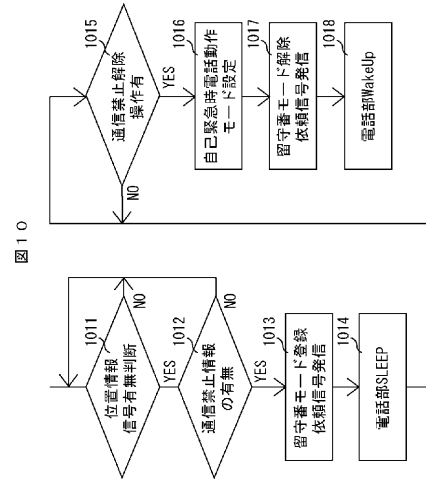 図１０
1011
位置情報
信号有無判断
YES
NO
1012
通信禁止情報
の有無
YES
NO
1013
留守番モード登録
依頼信号発信
1014
電話部SLEEP
1015
通信禁止解除
操作有
YES
NO
1016
自己緊急時電話動作
モード設定
1017
留守番モード解除
依頼信号発信
1018
電話部WakeUp